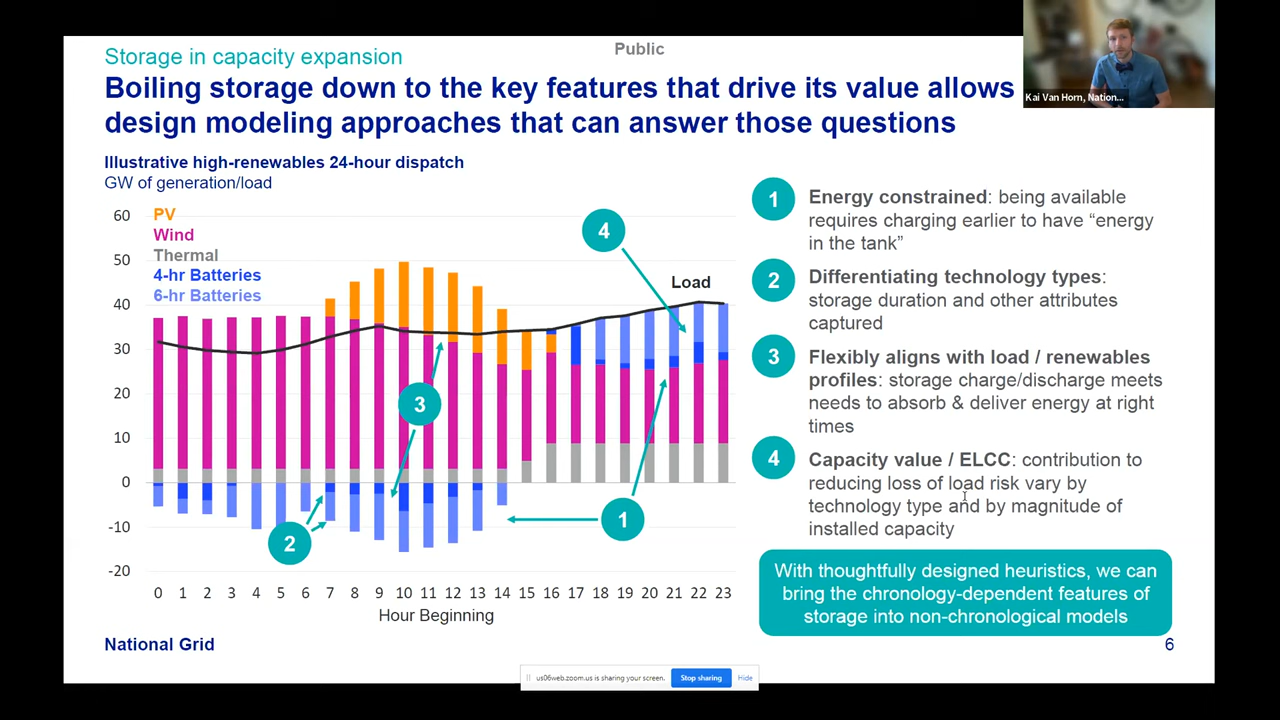 Storage in capacity expansion
Public
Boiling storage down to the key features that drive its value allows
design modeling approaches that can answer those questions
Kai Van Horn, Nation...
Illustrative high-renewables 24-hour dispatch
GW of generation/load
60
50
40
30
20
10
0
-10
-20
PV
Wind
Thermal
4-hr Batteries
6-hr Batteries
Load
4
3
2
1
0 1 2 3 4 5 6 7 8 9 10 11 12 13 14 15 16 17 18 19 20 21 22 23
Hour Beginning
1
Energy constrained: being available
requires charging earlier to have “energy
in the tank”
2
Differentiating technology types:
storage duration and other attributes
captured
3
Flexibly aligns with load / renewables
profiles: storage charge/discharge meets
needs to absorb & deliver energy at right
times
4
Capacity value / ELCC: contribution to
reducing loss of load risk vary by
technology type and by magnitude of
installed capacity
With thoughtfully designed heuristics, we can
bring the chronology-dependent features of
storage into non-chronological models
National Grid
6
us06web.zoom.us is sharing your screen.
Stop sharing
Hide